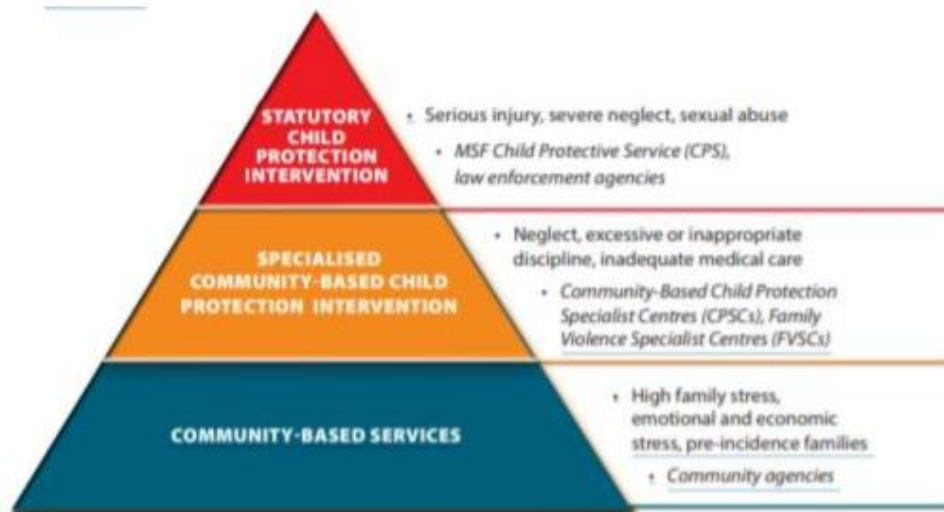 STATUTORY
CHILD
PROTECTION
INTERVENTION
• Serious injury, severe neglect, sexual abuse
• MSF Child Protective Service (CPS),
law enforcement agencies
SPECIALISED
COMMUNITY-BASED CHILD
PROTECTION INTERVENTION
• Neglect, excessive or inappropriate
discipline, inadequate medical care
• Community-Based Child Protection
Specialist Centres (CPSCs), Family
Violence Specialist Centres (FVSCs)
COMMUNITY-BASED SERVICES
• High family stress,
emotional and economic
stress, pre-incidence families
• Community agencies